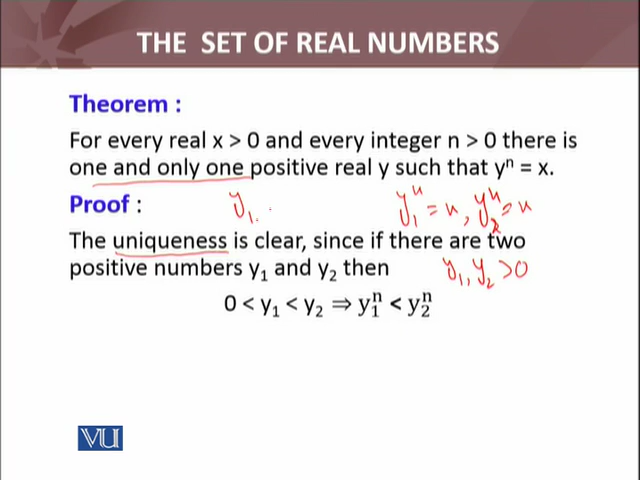 THE SET OF REAL NUMBERS
Theorem :
For every real x > 0 and every integer n > 0 there is
one and only one positive real y such that yⁿ = x.
Proof :
y₁. y₁ⁿ = x, y₂ⁿ = x
The uniqueness is clear, since if there are two
positive numbers y₁ and y₂ then
y₁, y₂ > 0
0 < y₁ < y₂ ⇒ y₁ⁿ < y₂ⁿ
VU